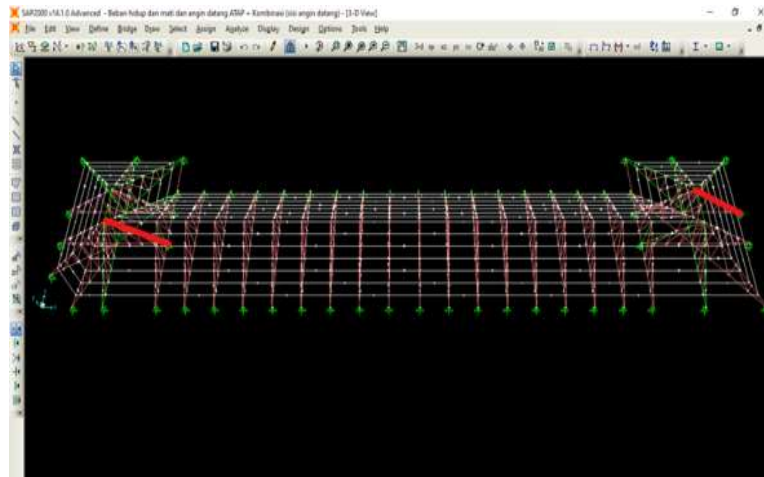 SAP2000 v14.1.0 Advanced - Beban hidup dan mati dan angin datang ATAP + Kombinasi (sisi angin datang) - [3-D View]
File Edit View Define Bridge Draw Select Assign Analyze Display Design Options Tools Help